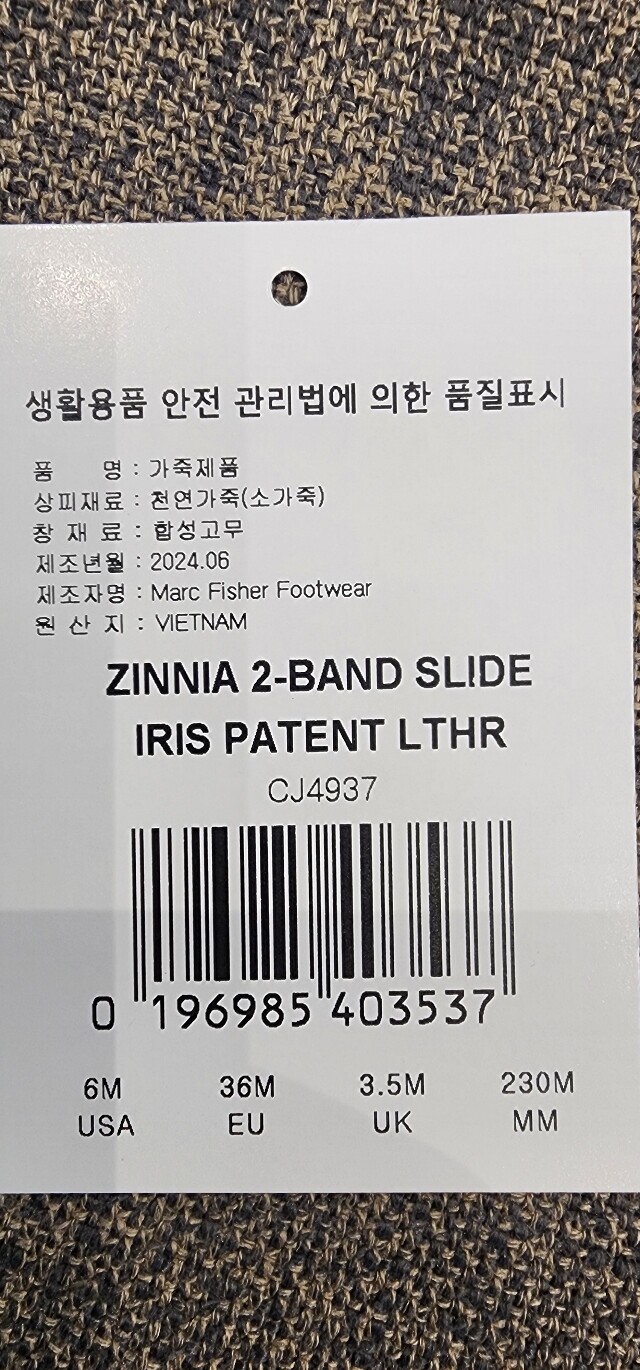 생활용품 안전 관리법에 의한 품질표시
품 명 : 가죽제품
상피재료 : 천연가죽(소가죽)
창 재 료 : 합성고무
제조년월 : 2024.06
제조자명 : Marc Fisher Footwear
원 산 지 : VIETNAM
ZINNIA 2-BAND SLIDE
IRIS PATENT LTHR
CJ4937
0 196985 403537
6M 36M 3.5M 230M
USA EU UK MM